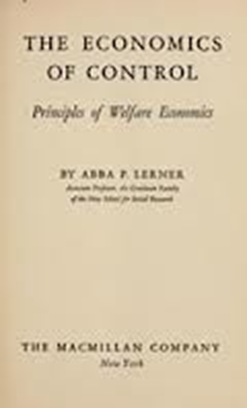 THE ECONOMICS
OF CONTROL
Principles of Welfare Economics
BY ABBA P. LERNER
Associate Professor, the Graduate Faculty
of the New School for Social Research
THE MACMILLAN COMPANY
New York